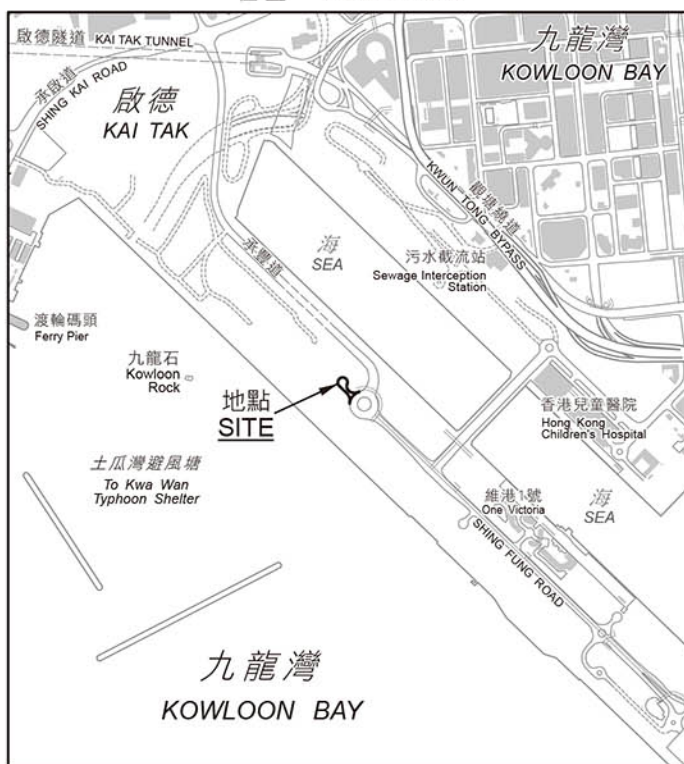 啟德隧道 KAI TAK TUNNEL
承啟道
SHING KAI ROAD
啟德
KAI TAK
九龍灣
KOWLOON BAY
觀塘繞道
KWUN TONG BYPASS
海
SEA
污水截流站
Sewage Interception
Station
承豐道
渡輪碼頭
Ferry Pier
九龍石
Kowloon
Rock
地點
SITE
香港兒童醫院
Hong Kong
Children's Hospital
土瓜灣避風塘
To Kwa Wan
Typhoon Shelter
維港1號
One Victoria
海
SEA
SHING FUNG ROAD
九龍灣
KOWLOON BAY